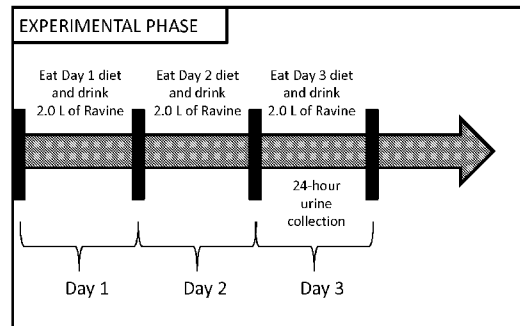 EXPERIMENTAL PHASE
Eat Day 1 diet
and drink
2.0 L of Ravine
Eat Day 2 diet
and drink
2.0 L of Ravine
Eat Day 3 diet
and drink
2.0 L of Ravine
24-hour
urine
collection
Day 1
Day 2
Day 3